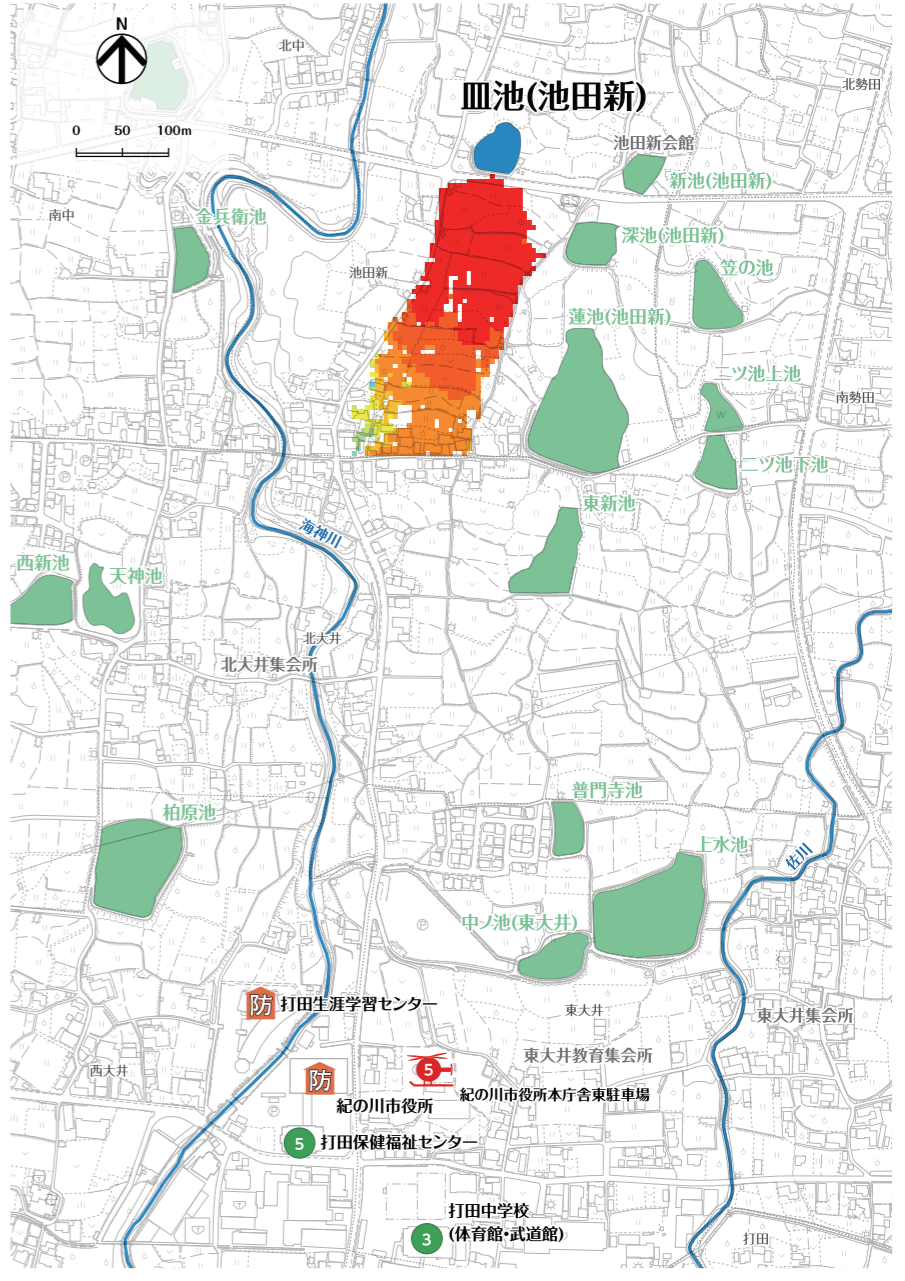 N
北中
北勢田
皿池(池田新)
0 50 100m
池田新会館
新池(池田新)
南中
金兵衛池
深池(池田新)
池田新
笠の池
蓮池(池田新)
二ツ池上池
南勢田
W
二ツ池下池
東新池
海神川
西新池
天神池
北大井
北大井集会所
普門寺池
柏原池
上水池
佐川
中ノ池(東大井)
P
防
打田生涯学習センター
東大井
東大井集会所
東大井教育集会所
西大井
防
5
紀の川市役所本庁舎東駐車場
紀の川市役所
P
5
打田保健福祉センター
打田中学校
(体育館・武道館)
3
打田